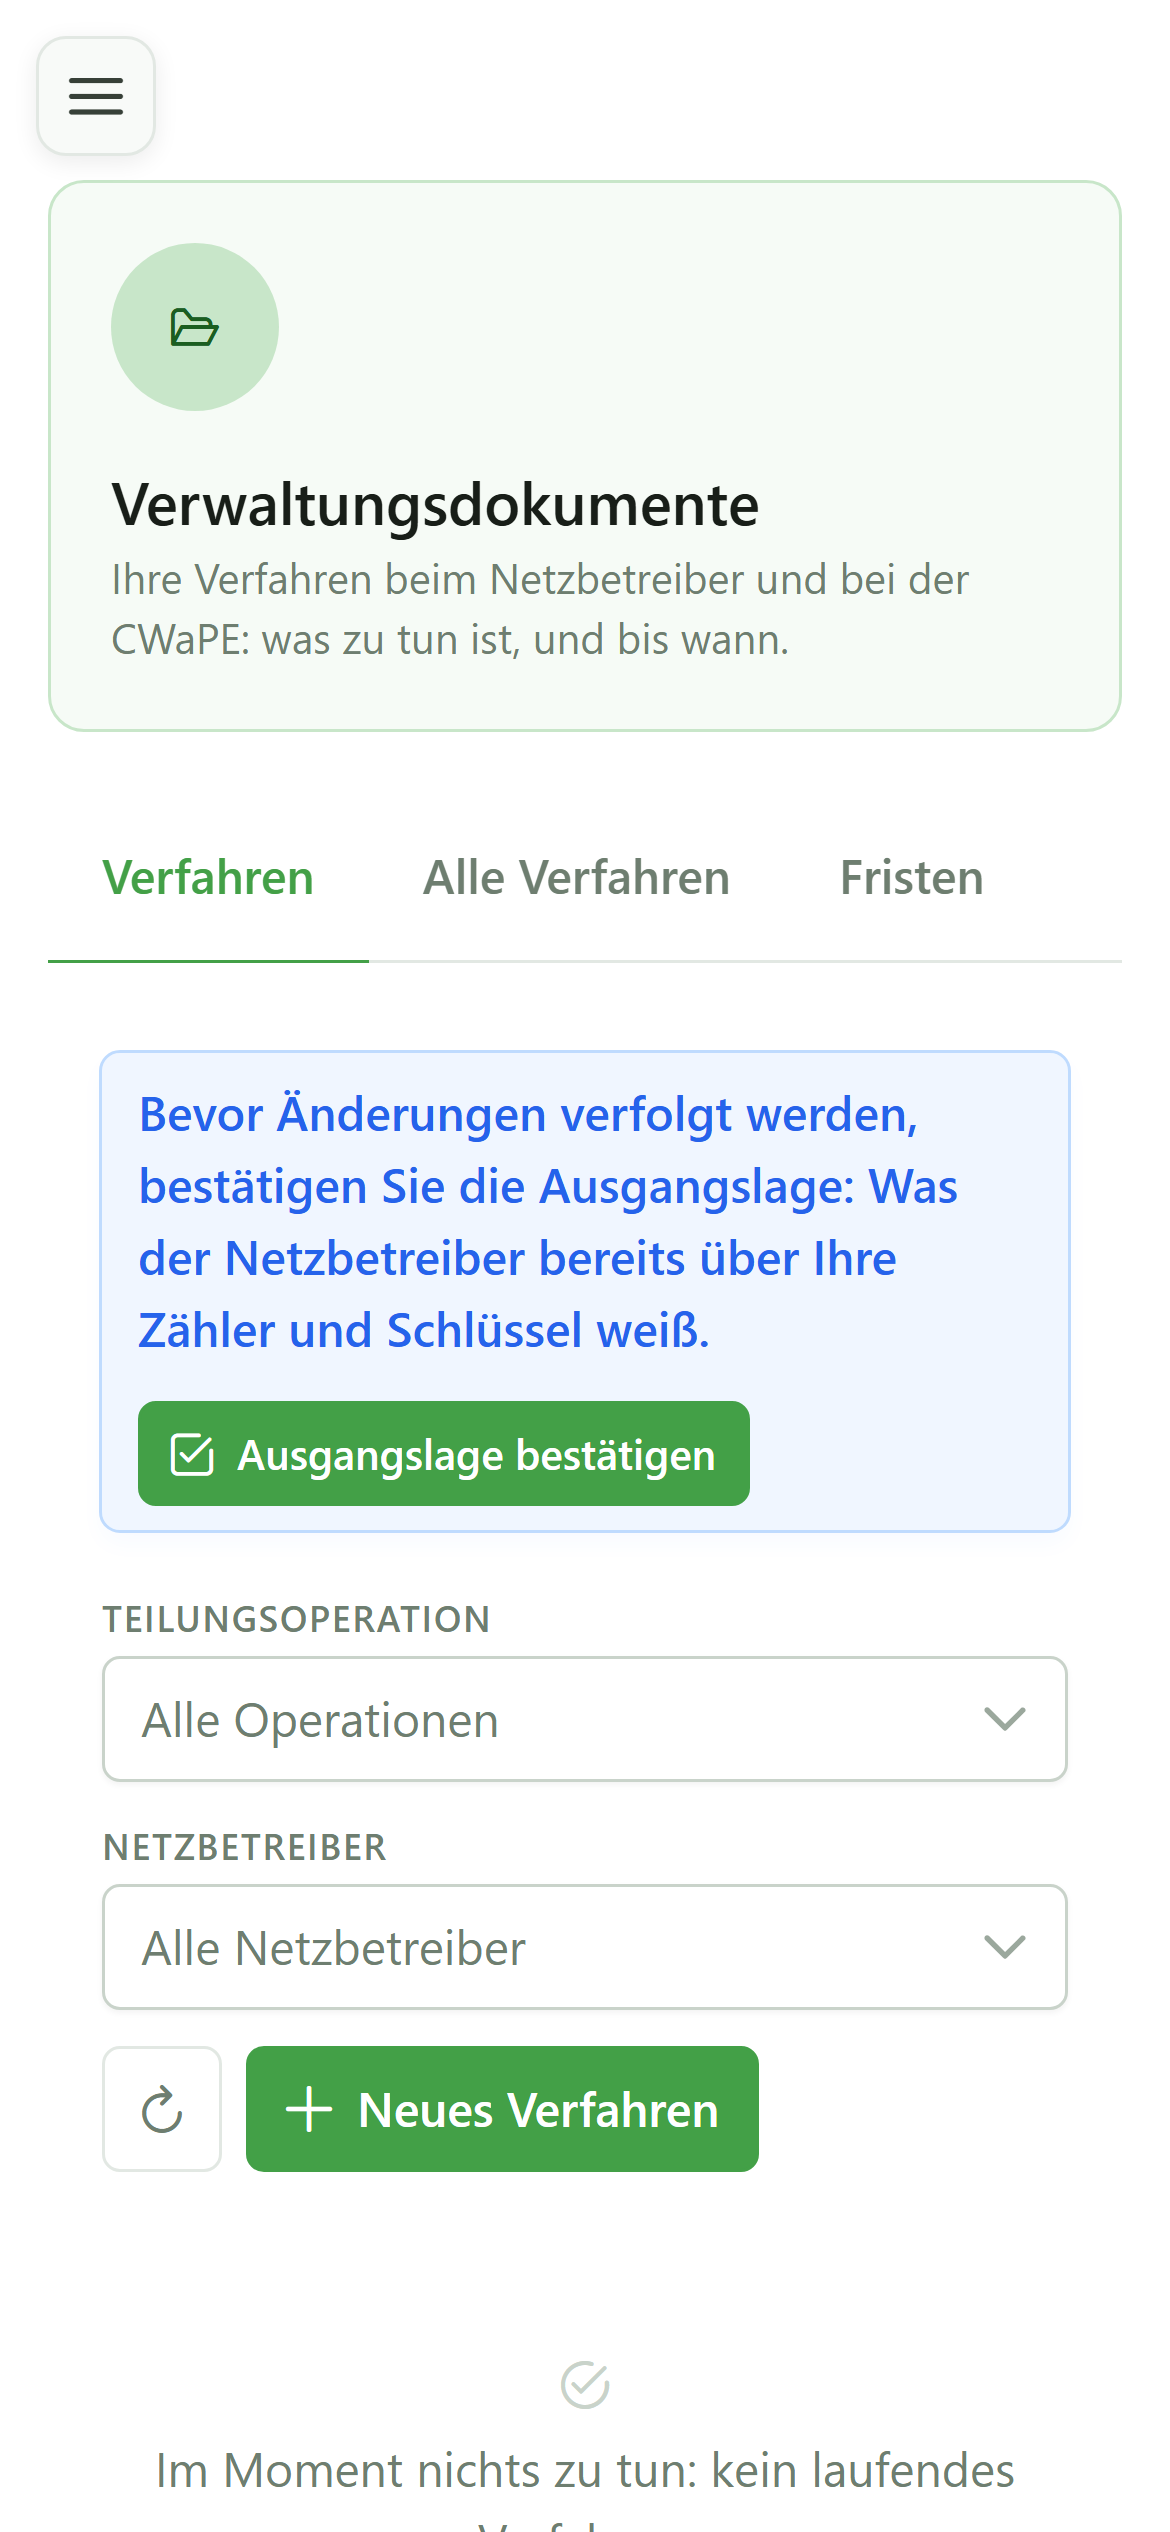 Verwaltungsdokumente
Ihre Verfahren beim Netzbetreiber und bei der
CWaPE: was zu tun ist, und bis wann.
Verfahren
Alle Verfahren
Fristen
Bevor Änderungen verfolgt werden,
bestätigen Sie die Ausgangslage: Was
der Netzbetreiber bereits über Ihre
Zähler und Schlüssel weiß.
Ausgangslage bestätigen
TEILUNGSOPERATION
Alle Operationen
NETZBETREIBER
Alle Netzbetreiber
Neues Verfahren
Im Moment nichts zu tun: kein laufendes